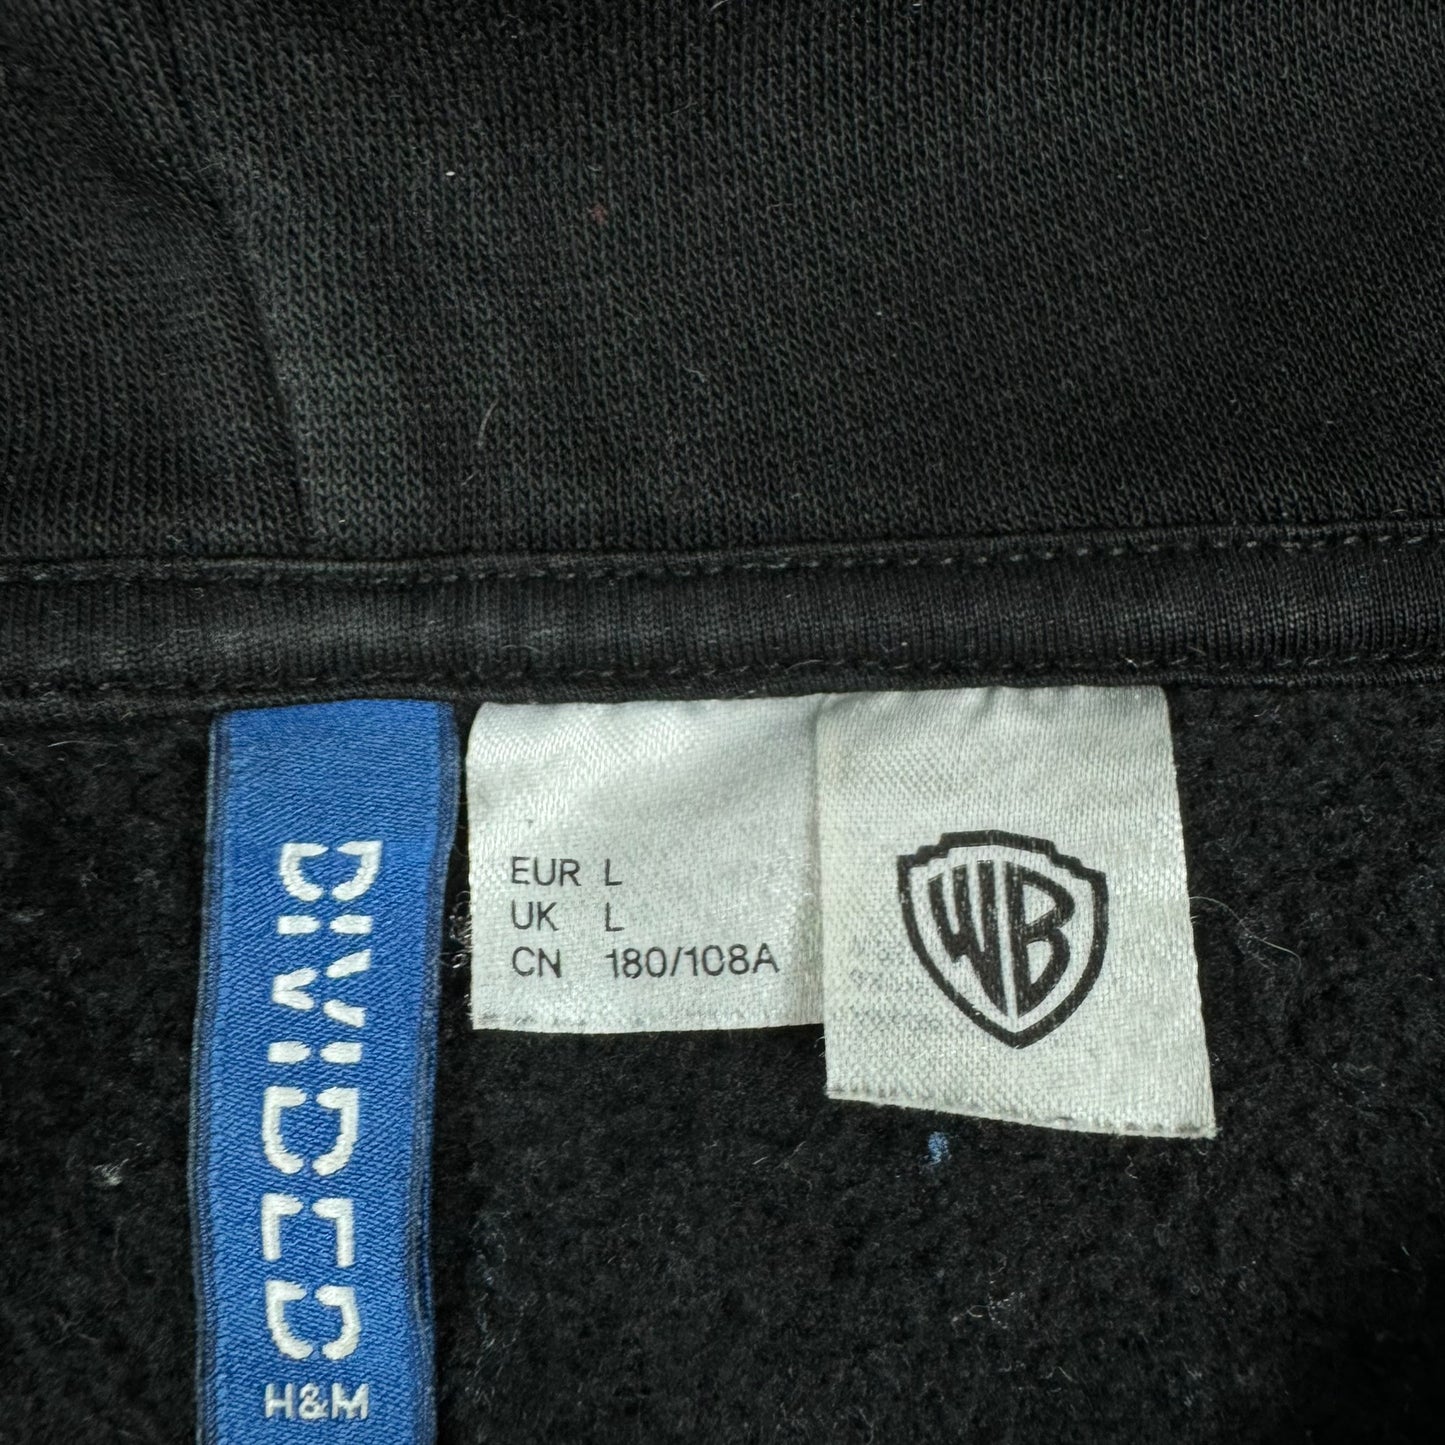 DIVIDED
H&M
EUR L
UK L
CN 180/108A
WB